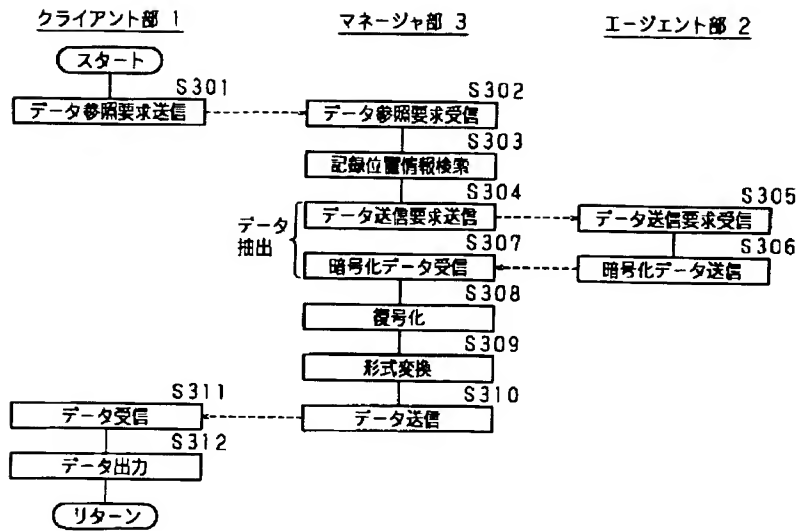 クライアント部 1
マネージャ部 3
エージェント部 2
スタート
S301
データ参照要求送信
S302
データ参照要求受信
S303
記録位置情報検索
S304
データ送信要求送信
S305
データ送信要求受信
データ
抽出
S307
暗号化データ受信
S306
暗号化データ送信
S308
復号化
S309
形式変換
S310
データ送信
S311
データ受信
S312
データ出力
リターン